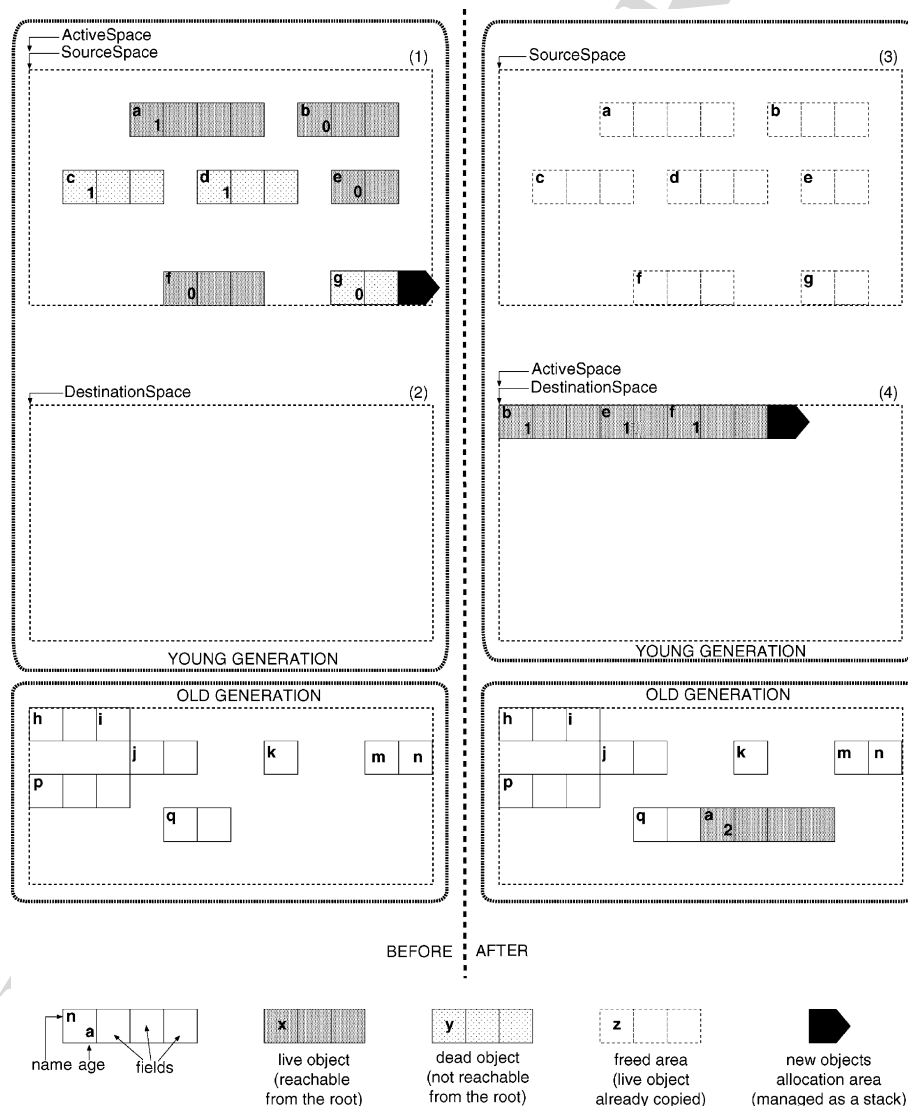 ActiveSpace
SourceSpace
(1)
a
1
b
0
c
1
d
1
e
0
f
0
g
0
DestinationSpace
(2)
YOUNG GENERATION
OLD GENERATION
h i
j k m n
p
q
BEFORE
SourceSpace
(3)
a b
c d e
f g
ActiveSpace
DestinationSpace
(4)
b
1
e
1
f
1
YOUNG GENERATION
OLD GENERATION
h i
j k m n
p
q a
2
AFTER
n
a
name age fields
x
live object
(reachable
from the root)
y
dead object
(not reachable
from the root)
z
freed area
(live object
already copied)
new objects
allocation area
(managed as a stack)